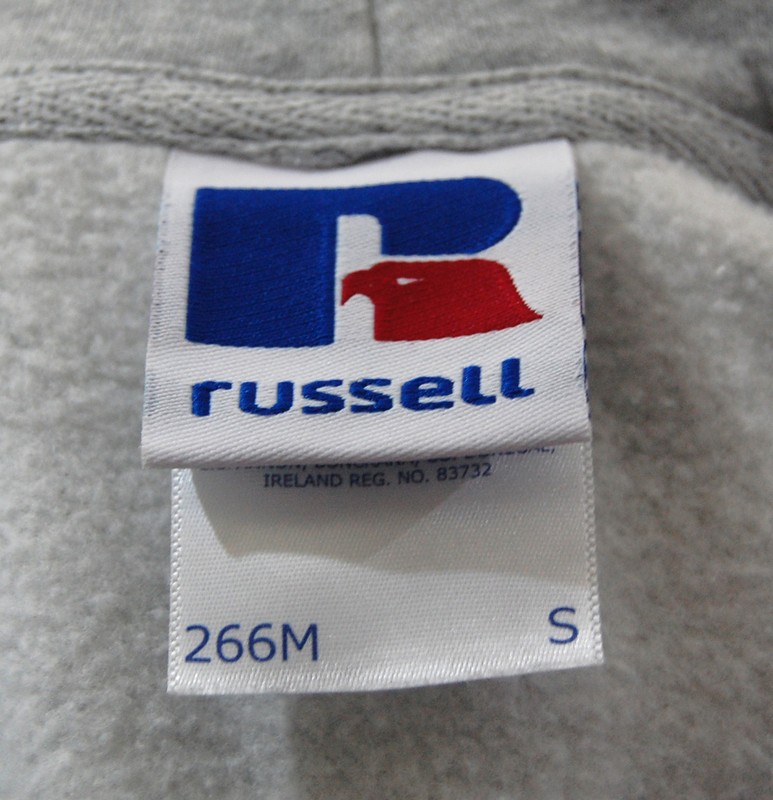 russell
IRELAND REG. NO. 83732
266M
S